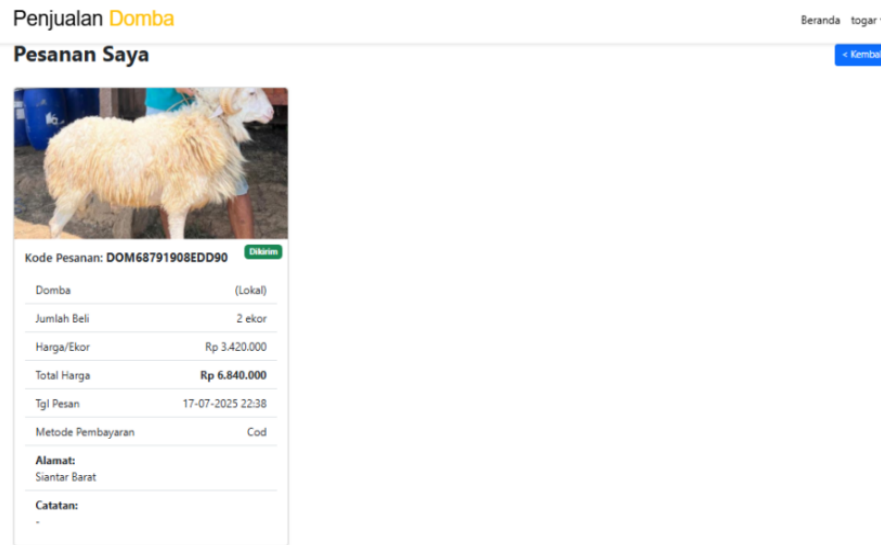 Penjualan Domba
Beranda togar
Pesanan Saya
< Kembali
Kode Pesanan: DOM68791908EDD90
Dikirim
Domba (Lokal)
Jumlah Beli 2 ekor
Harga/Ekor Rp 3.420.000
Total Harga Rp 6.840.000
Tgl Pesan 17-07-2025 22:38
Metode Pembayaran Cod
Alamat:
Siantar Barat
Catatan:
-